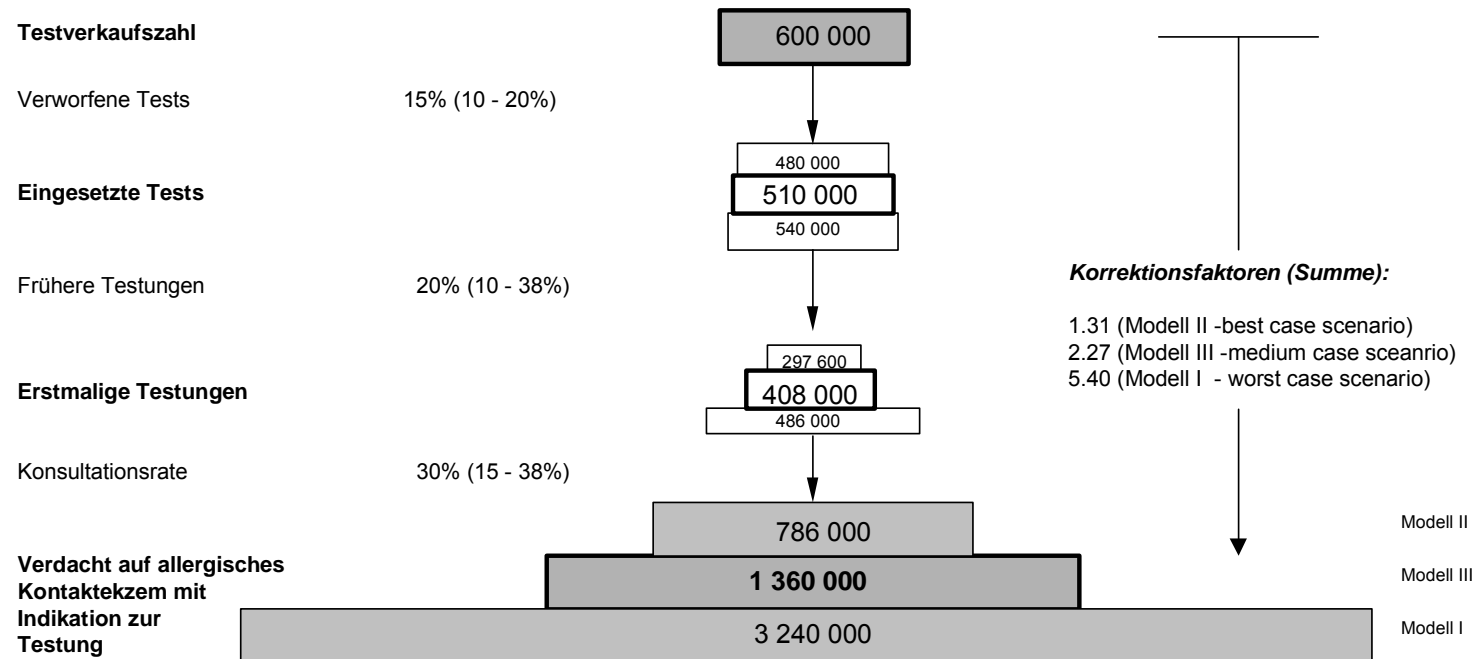 Testverkaufszahl
600 000
Verworfene Tests 15% (10 - 20%)
480 000
Eingesetzte Tests
510 000
540 000
Frühere Testungen 20% (10 - 38%)
Korrektionsfaktoren (Summe):
1.31 (Modell II -best case scenario)
2.27 (Modell III -medium case sceanrio)
5.40 (Modell I - worst case scenario)
297 600
Erstmalige Testungen
408 000
486 000
Konsultationsrate 30% (15 - 38%)
786 000
Modell II
Verdacht auf allergisches
Kontaktekzem mit
Indikation zur
Testung
1 360 000
Modell III
3 240 000
Modell I